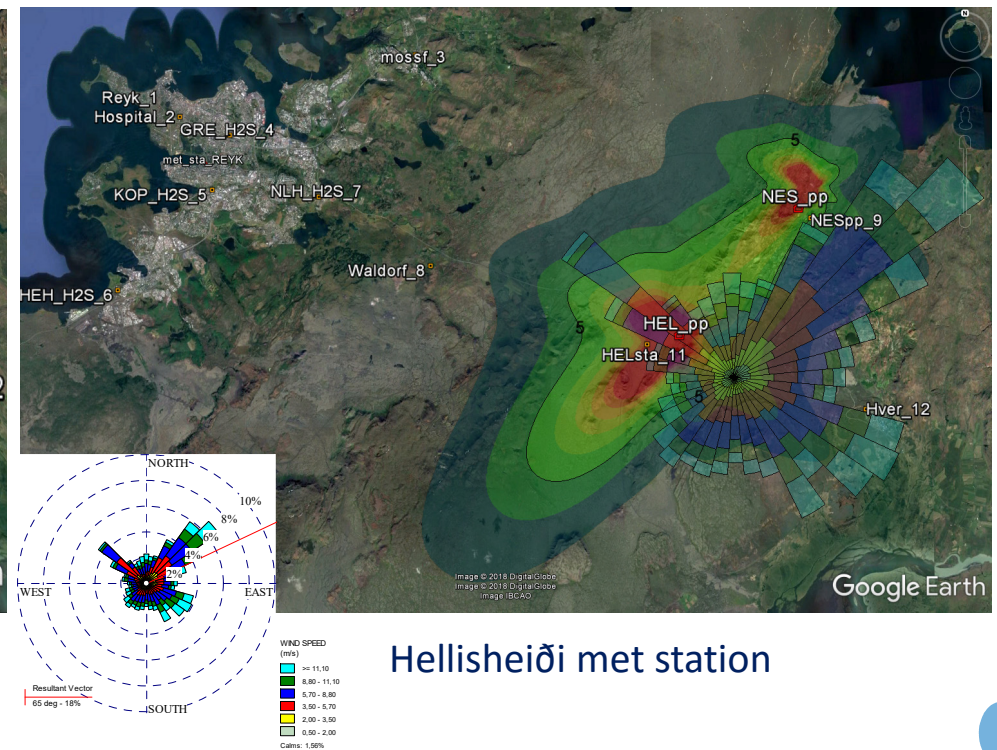 N
mossf_3
Reyk_1
Hospital_2
GRE_H2S_4
met_sta_REYK
KOP_H2S_5
NLH_H2S_7
Waldorf_8
HEH_H2S_6
5
NES_pp
NESpp_9
5
HEL_pp
HELsta_11
5
Hver_12
Image © 2018 DigitalGlobe
Image © 2018 DigitalGlobe
Image IBCAO
Google Earth
NORTH
10%
8%
6%
4%
2%
WEST
EAST
SOUTH
Resultant Vector
65 deg - 18%
WIND SPEED
(m/s)
>= 11,10
8,80 - 11,10
5,70 - 8,80
3,50 - 5,70
2,00 - 3,50
0,50 - 2,00
Calms: 1,56%
Hellisheiði met station